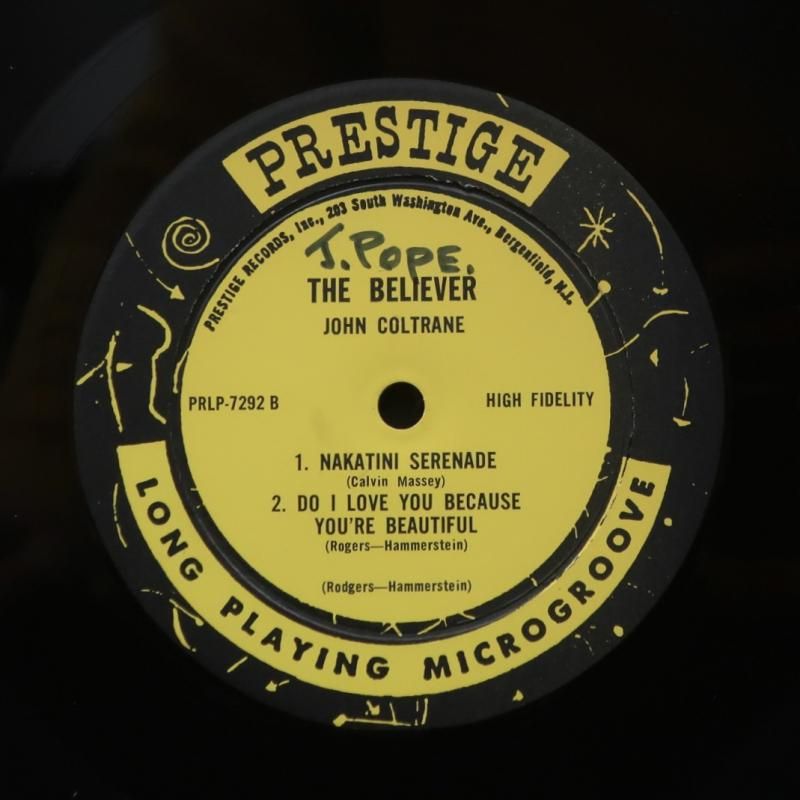 PRESTIGE
PRESTIGE RECORDS, Inc., 203 South Washington Ave., Bergenfield, N.J.
J. POPE.
THE BELIEVER
JOHN COLTRANE
PRLP-7292 B
HIGH FIDELITY
1. NAKATINI SERENADE
(Calvin Massey)
2. DO I LOVE YOU BECAUSE
YOU'RE BEAUTIFUL
(Rogers—Hammerstein)
(Rodgers—Hammerstein)
LONG PLAYING MICROGROOVE